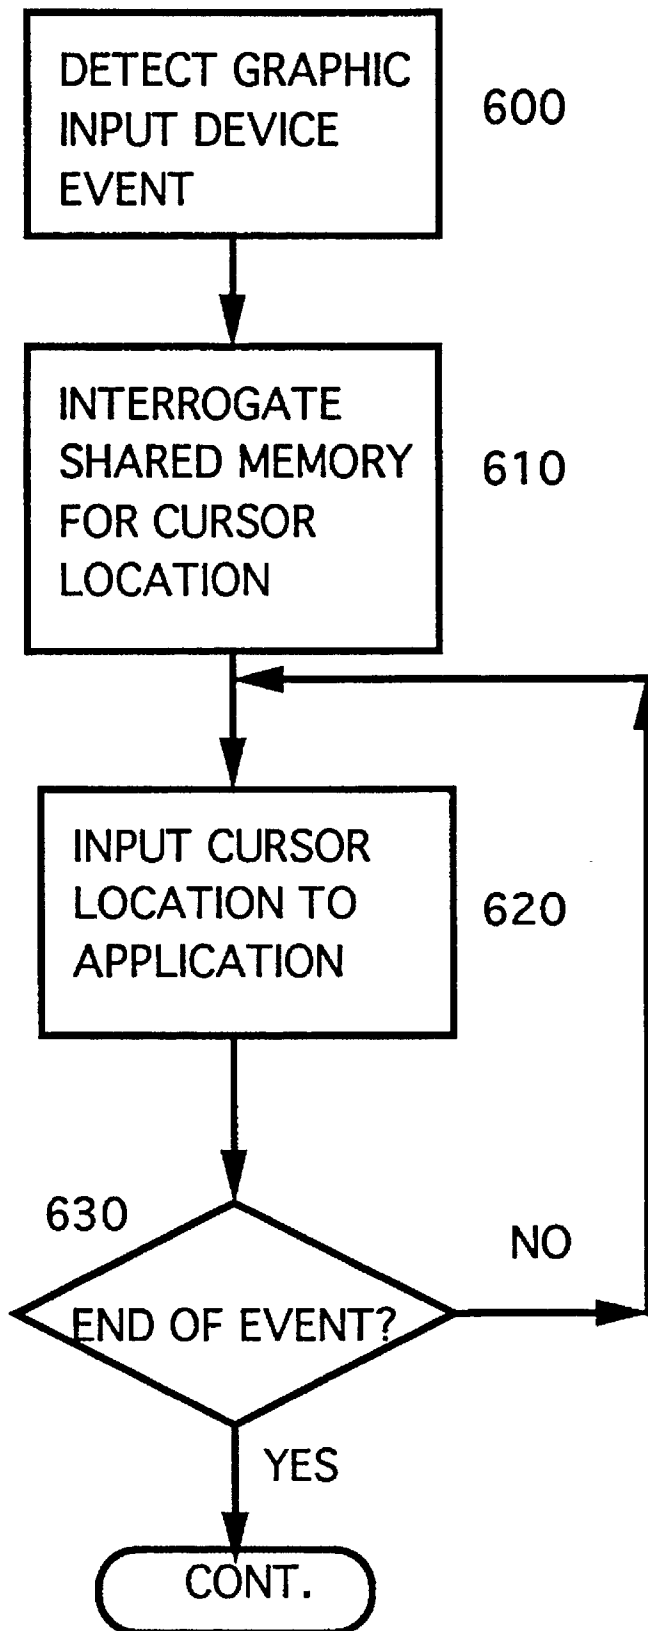 DETECT GRAPHIC
INPUT DEVICE
EVENT
600
INTERROGATE
SHARED MEMORY
FOR CURSOR
LOCATION
610
INPUT CURSOR
LOCATION TO
APPLICATION
620
630
NO
END OF EVENT?
YES
CONT.